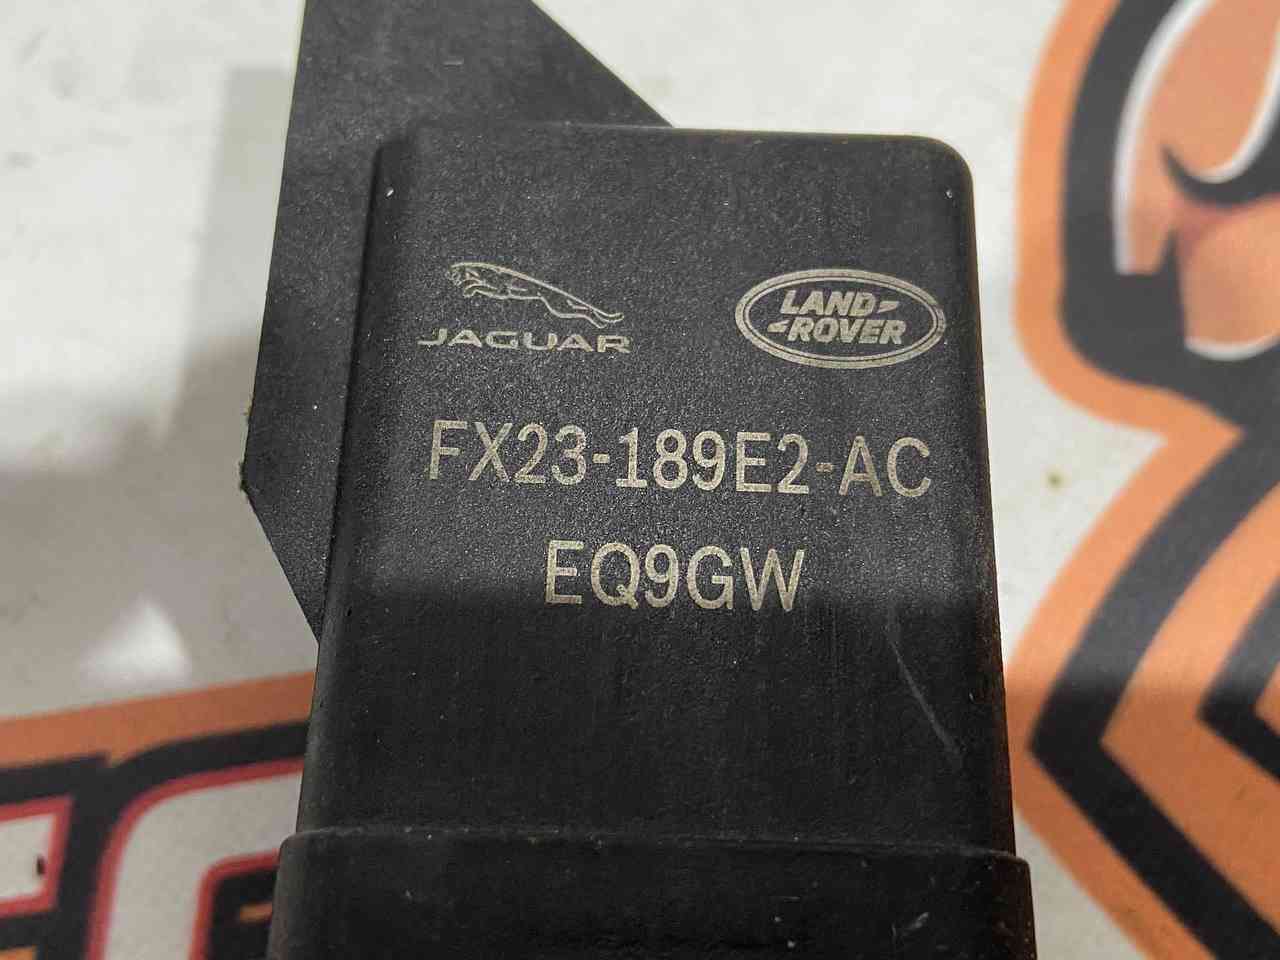 JAGUAR
LAND-
-ROVER
FX23-189E2-AC
EQ9GW